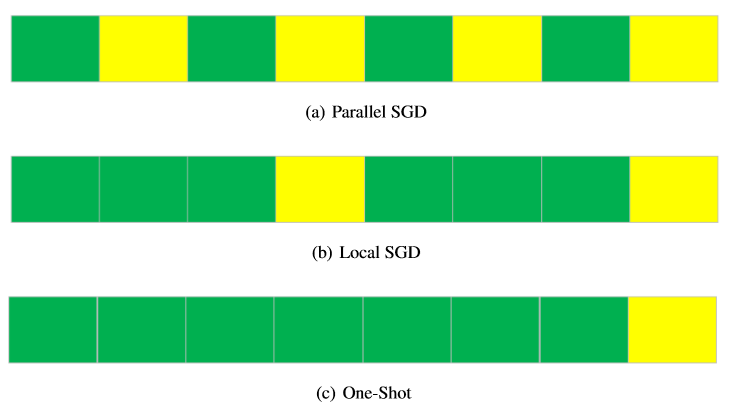 (a) Parallel SGD
(b) Local SGD
(c) One-Shot